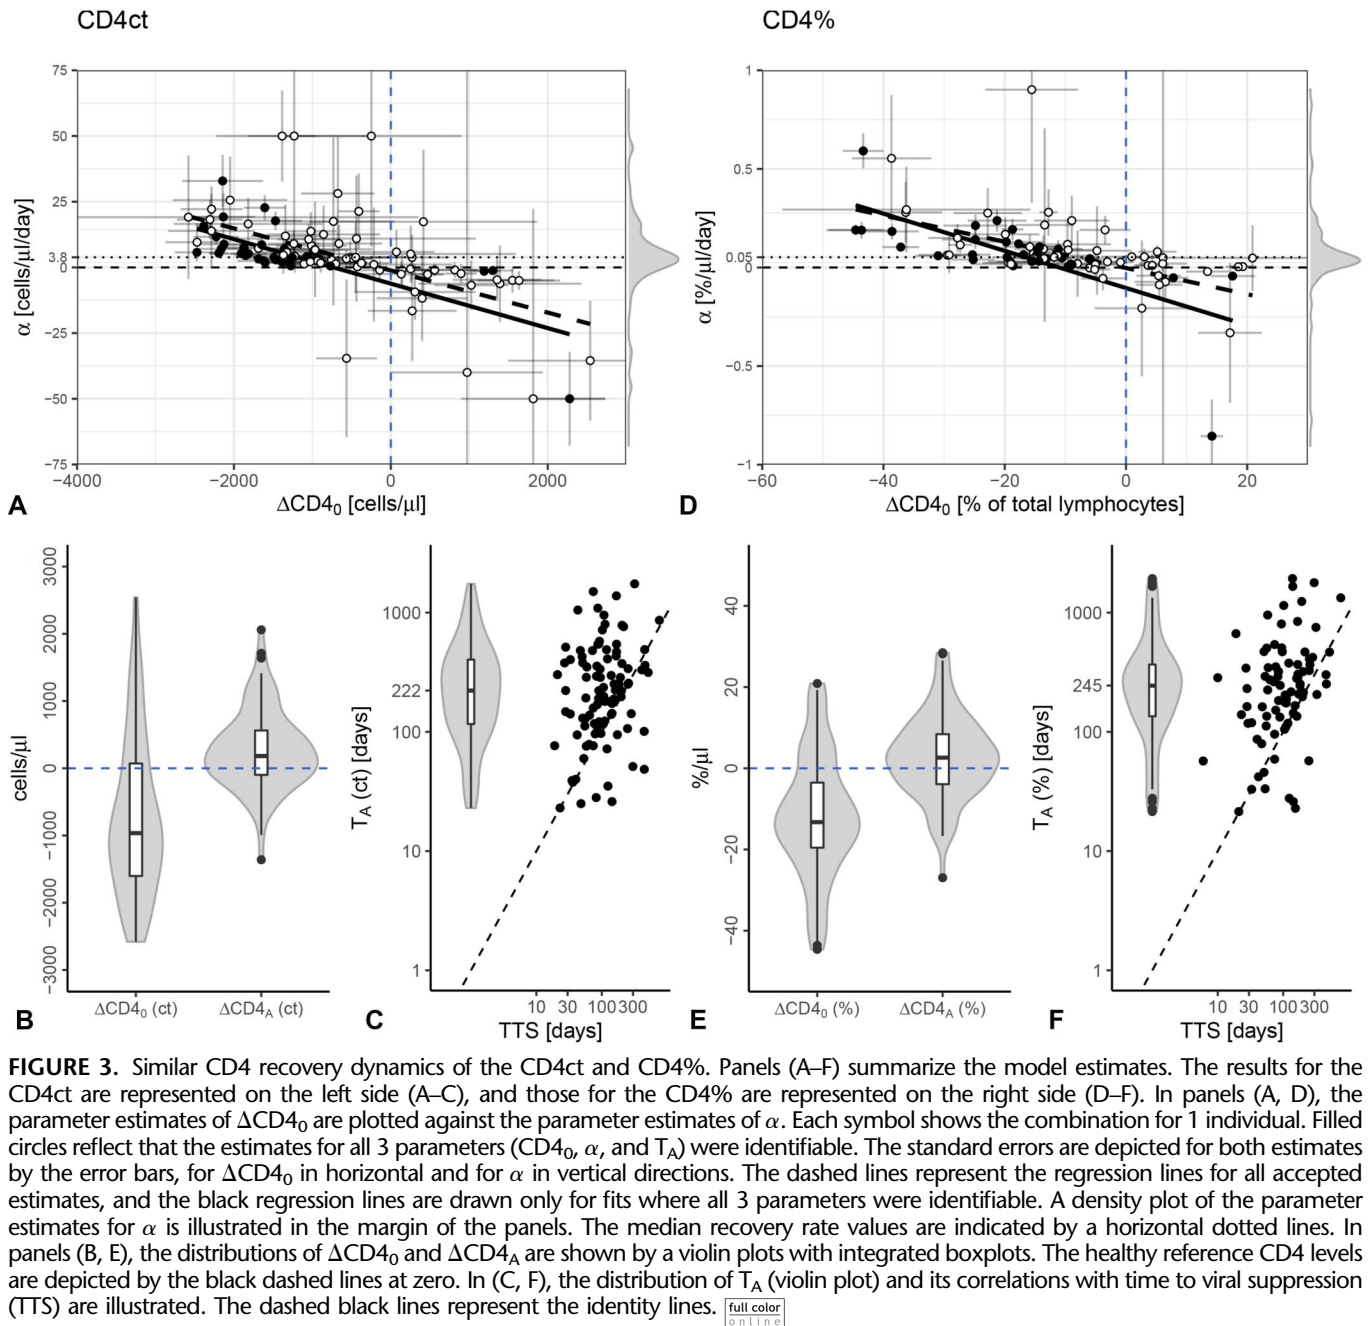 CD4ct
CD4%
75
50
25
3.8
0
−25
−50
−75
α [cells/µl/day]
−4000
−2000
0
2000
A
ΔCD4₀ [cells/µl]
1
0.5
0.05
0
−0.5
−1
α [%/µl/day]
−60
−40
−20
0
20
D
ΔCD4₀ [% of total lymphocytes]
3000
2000
1000
0
−1000
−2000
−3000
cells/µl
ΔCD4₀ (ct)
ΔCD4A (ct)
B
1000
222
100
10
1
TA (ct) [days]
10
30
100
300
C
TTS [days]
40
20
0
−20
−40
%/µl
ΔCD4₀ (%)
ΔCD4A (%)
E
1000
245
100
10
1
TA (%) [days]
10
30
100
300
F
TTS [days]
FIGURE 3. Similar CD4 recovery dynamics of the CD4ct and CD4%. Panels (A–F) summarize the model estimates. The results for the
CD4ct are represented on the left side (A–C), and those for the CD4% are represented on the right side (D–F). In panels (A, D), the
parameter estimates of ΔCD4₀ are plotted against the parameter estimates of α. Each symbol shows the combination for 1 individual. Filled
circles reflect that the estimates for all 3 parameters (CD4₀, α, and TA) were identifiable. The standard errors are depicted for both estimates
by the error bars, for ΔCD4₀ in horizontal and for α in vertical directions. The dashed lines represent the regression lines for all accepted
estimates, and the black regression lines are drawn only for fits where all 3 parameters were identifiable. A density plot of the parameter
estimates for α is illustrated in the margin of the panels. The median recovery rate values are indicated by a horizontal dotted lines. In
panels (B, E), the distributions of ΔCD4₀ and ΔCD4A are shown by a violin plots with integrated boxplots. The healthy reference CD4 levels
are depicted by the black dashed lines at zero. In (C, F), the distribution of TA (violin plot) and its correlations with time to viral suppression
(TTS) are illustrated. The dashed black lines represent the identity lines. full color
online